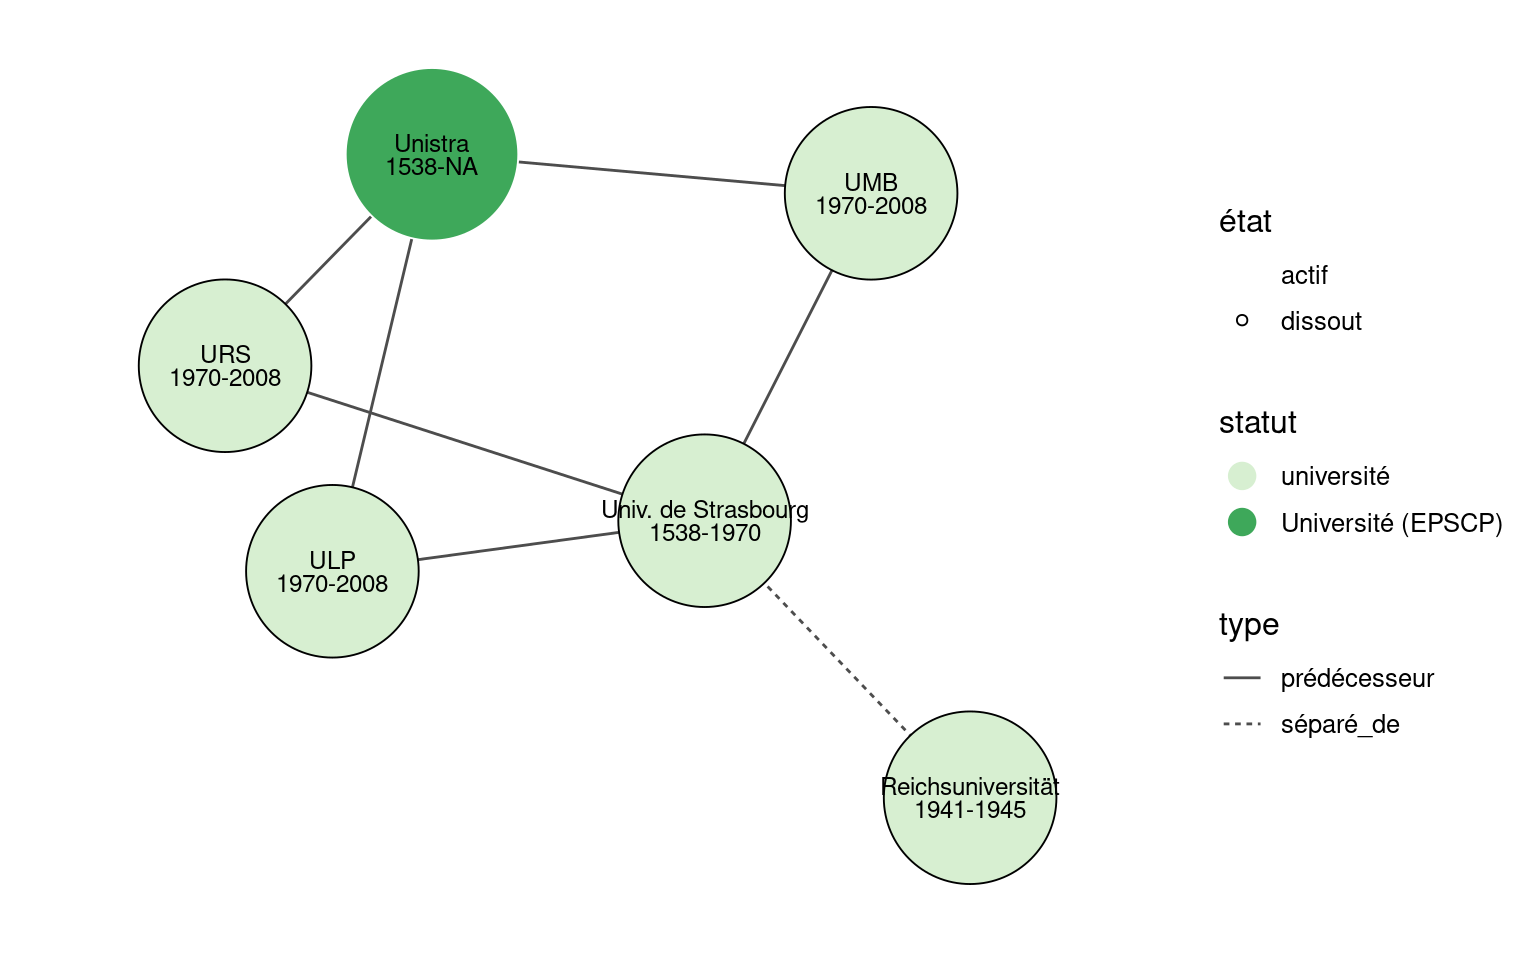 Unistra
1538-NA
UMB
1970-2008
URS
1970-2008
Univ. de Strasbourg
1538-1970
ULP
1970-2008
Reichsuniversität
1941-1945
état
actif
dissout
statut
université
Université (EPSCP)
type
prédécesseur
séparé_de